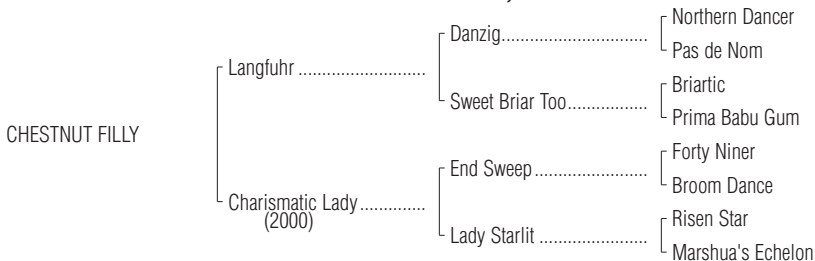 Northern Dancer
Danzig..............................
Pas de Nom
Langfuhr ..........................
Briartic
Sweet Briar Too.................
Prima Babu Gum
CHESTNUT FILLY
Forty Niner
End Sweep.......................
Broom Dance
Charismatic Lady..............
(2000)
Risen Star
Lady Starlit ......................
Marshua's Echelon